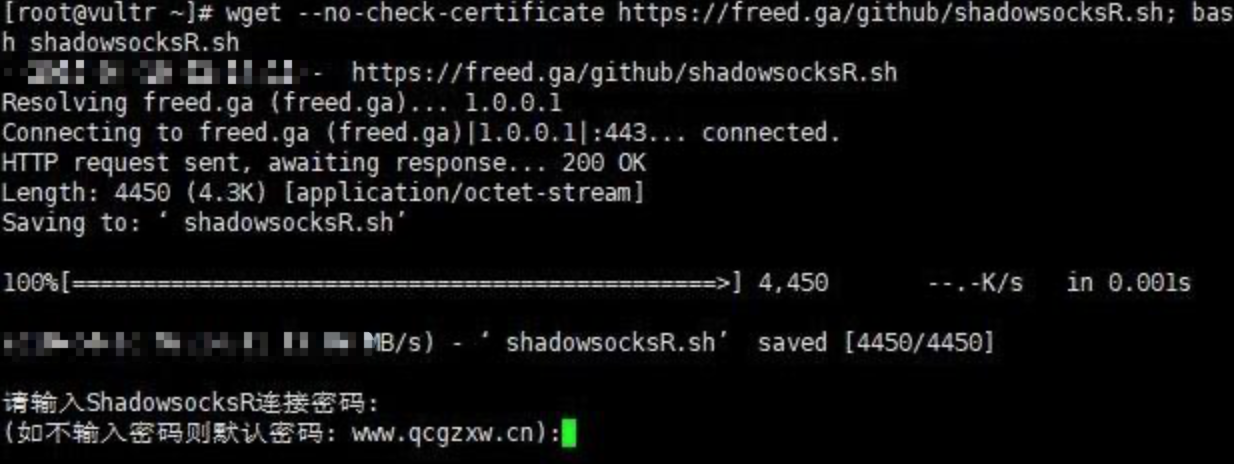 [root@vultr ~]# wget --no-check-certificate https://freed.ga/github/shadowsocksR.sh; bas
h shadowsocksR.sh
- https://freed.ga/github/shadowsocksR.sh
Resolving freed.ga (freed.ga)... 1.0.0.1
Connecting to freed.ga (freed.ga)|1.0.0.1|:443... connected.
HTTP request sent, awaiting response... 200 OK
Length: 4450 (4.3K) [application/octet-stream]
Saving to: ‘ shadowsocksR.sh’
100%[==============================================>] 4,450 --.-K/s in 0.001s
MB/s) - ‘ shadowsocksR.sh’ saved [4450/4450]
请输入ShadowsocksR连接密码:
(如不输入密码则默认密码: www.qcgzxw.cn):